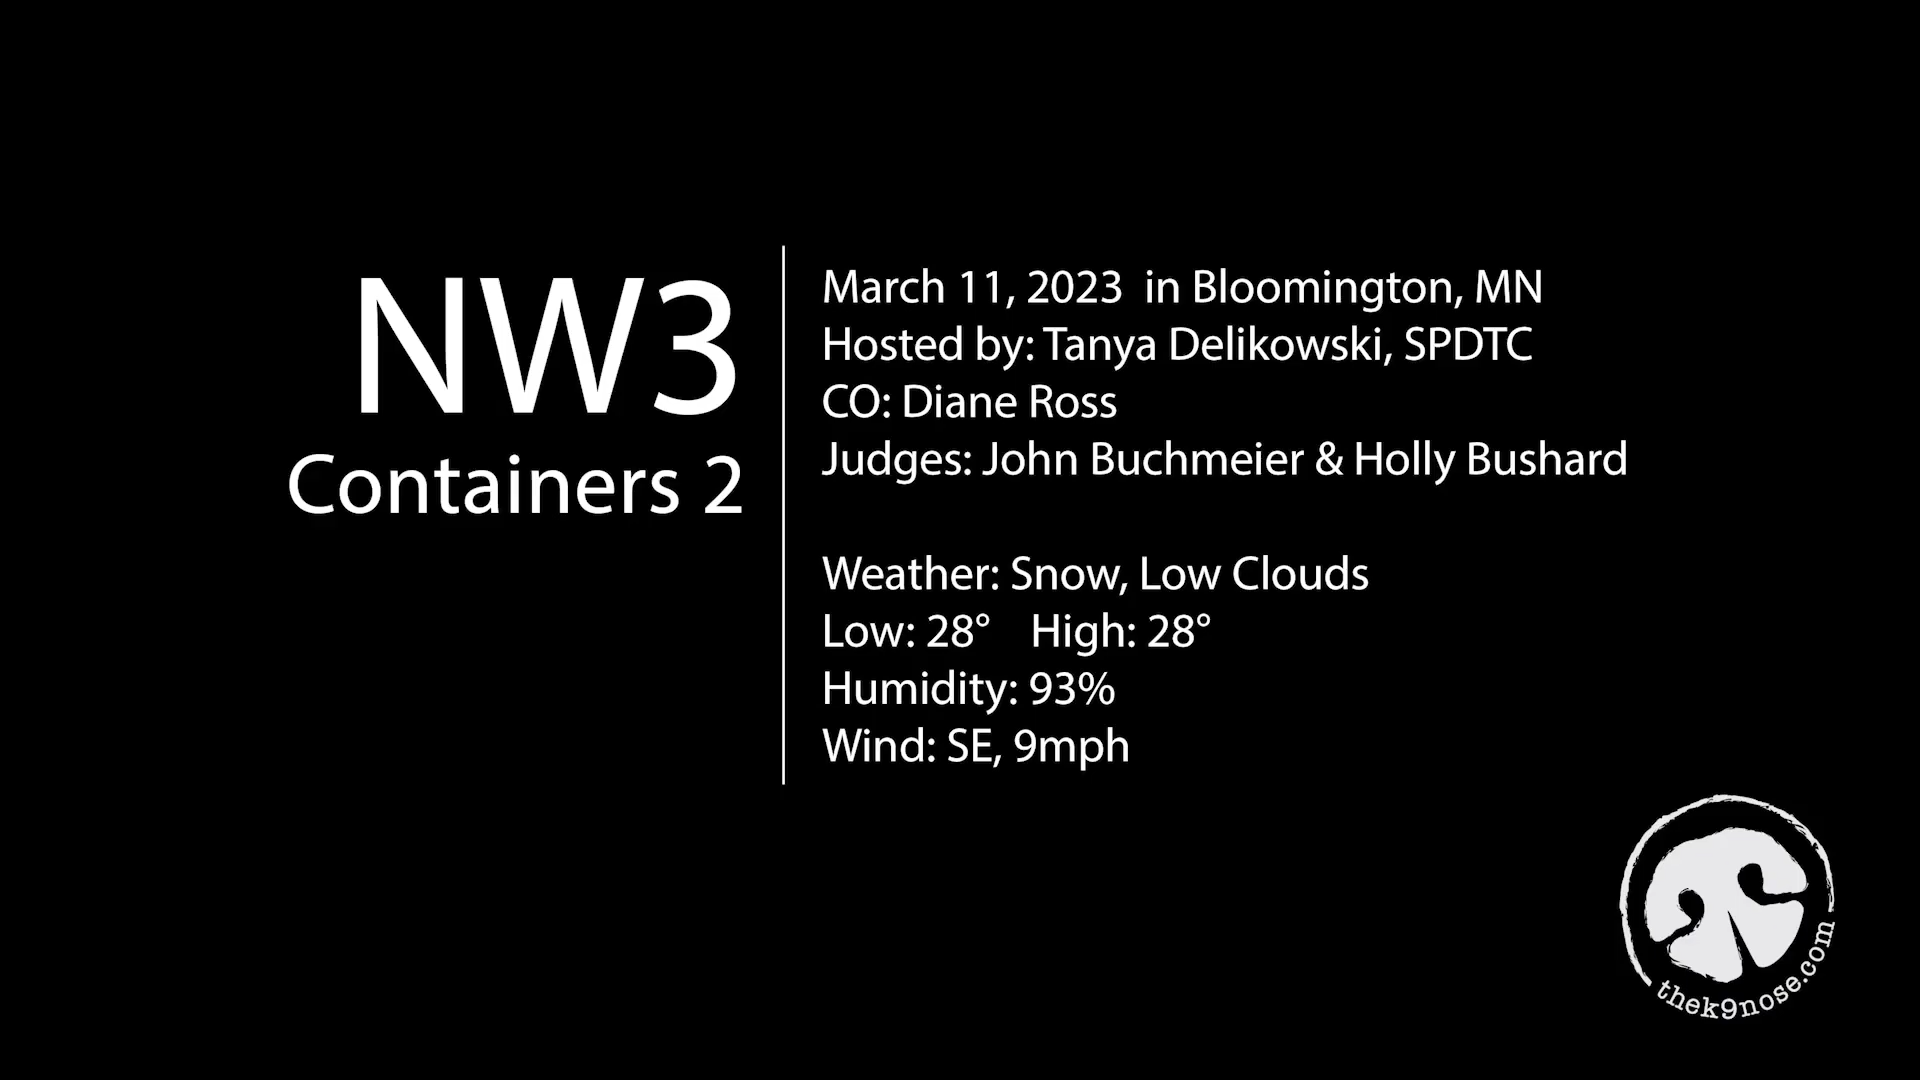 NW3
Containers 2
March 11, 2023 in Bloomington, MN
Hosted by: Tanya Delikowski, SPDTC
CO: Diane Ross
Judges: John Buchmeier & Holly Bushard
Weather: Snow, Low Clouds
Low: 28° High: 28°
Humidity: 93%
Wind: SE, 9mph
thek9nose.com